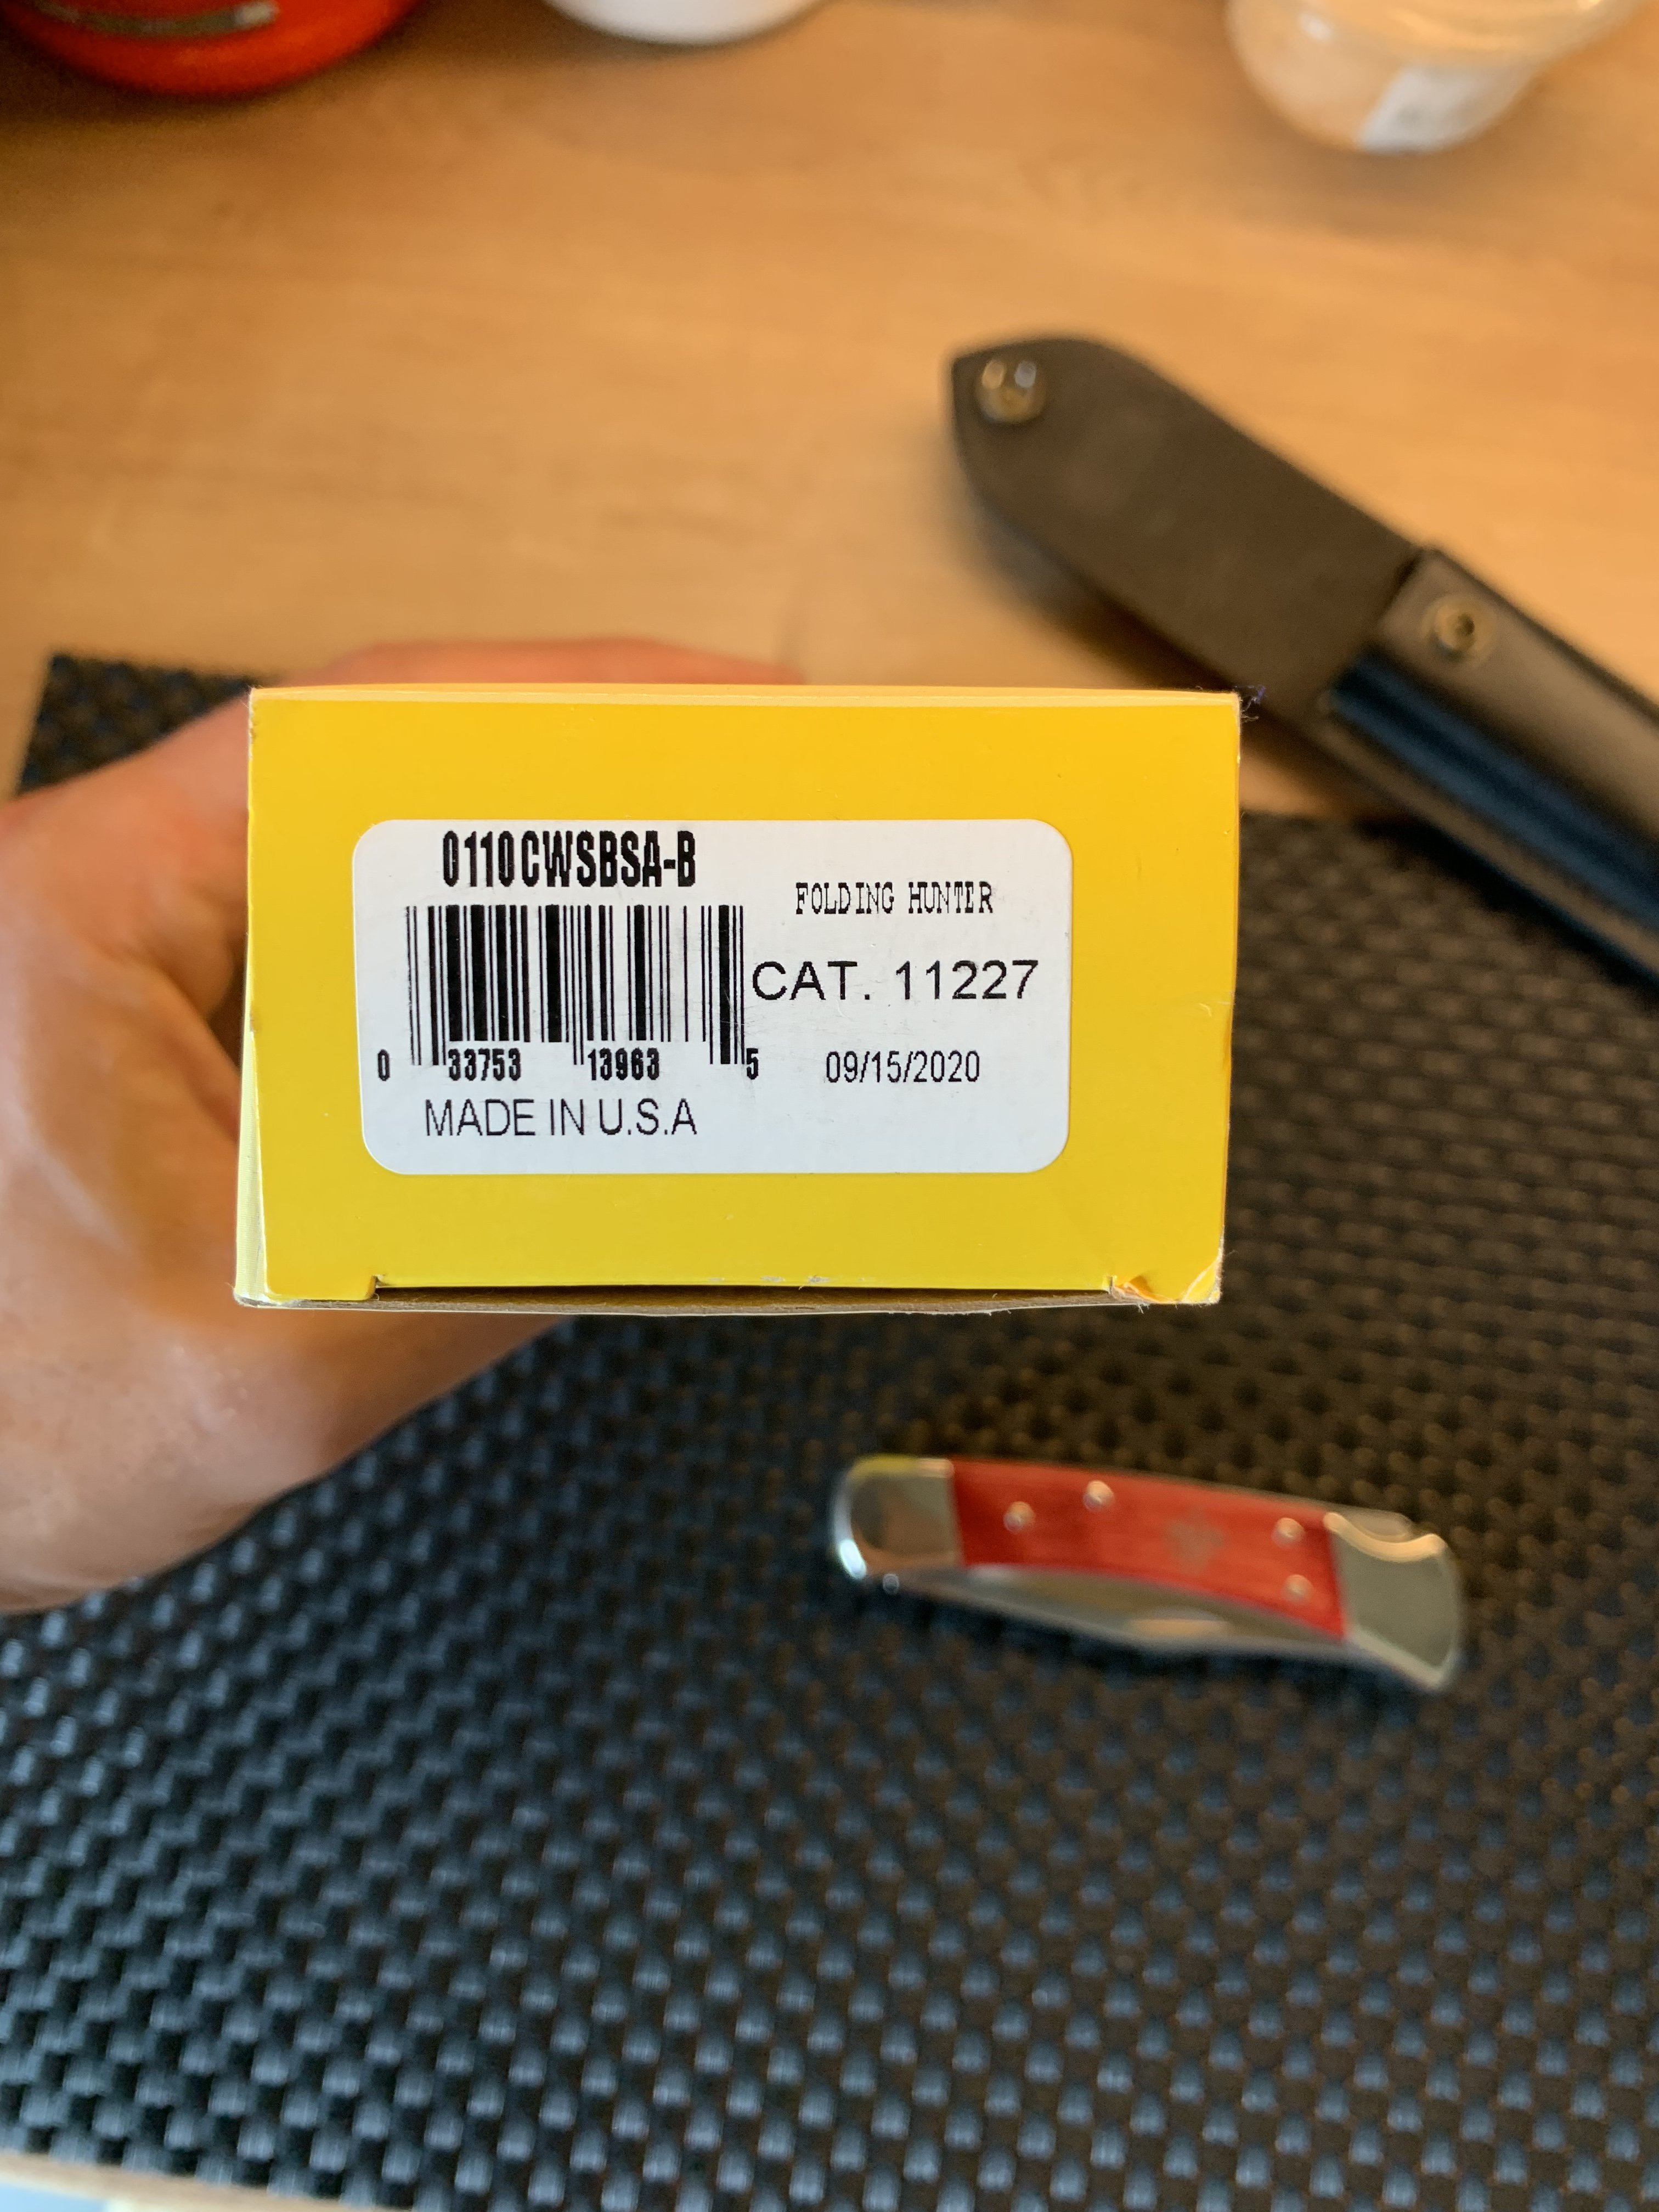 0110CWSBSA-B
FOLDING HUNTER
CAT. 11227
0 33753 13963 5
09/15/2020
MADE IN U.S.A